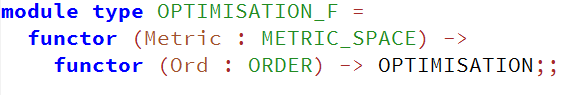 module type OPTIMISATION_F =
functor (Metric : METRIC_SPACE) ->
functor (Ord : ORDER) -> OPTIMISATION;;